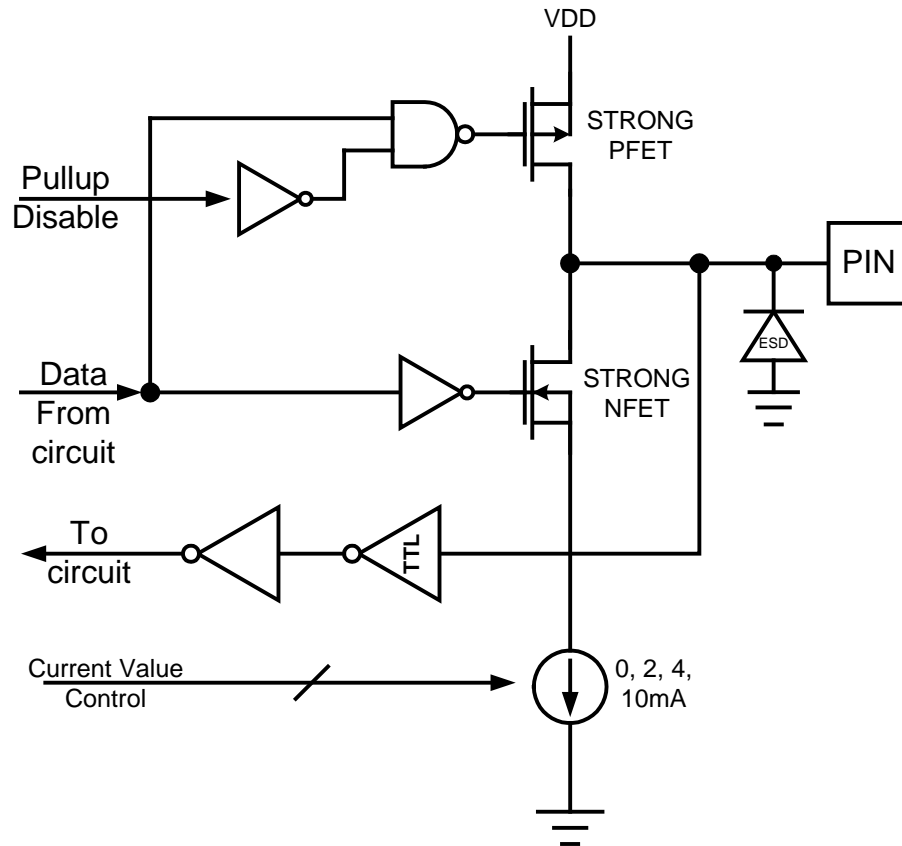 VDD
STRONG
PFET
Pullup
Disable
PIN
ESD
Data
From
circuit
STRONG
NFET
To
circuit
TTL
Current Value
Control
0, 2, 4,
10mA